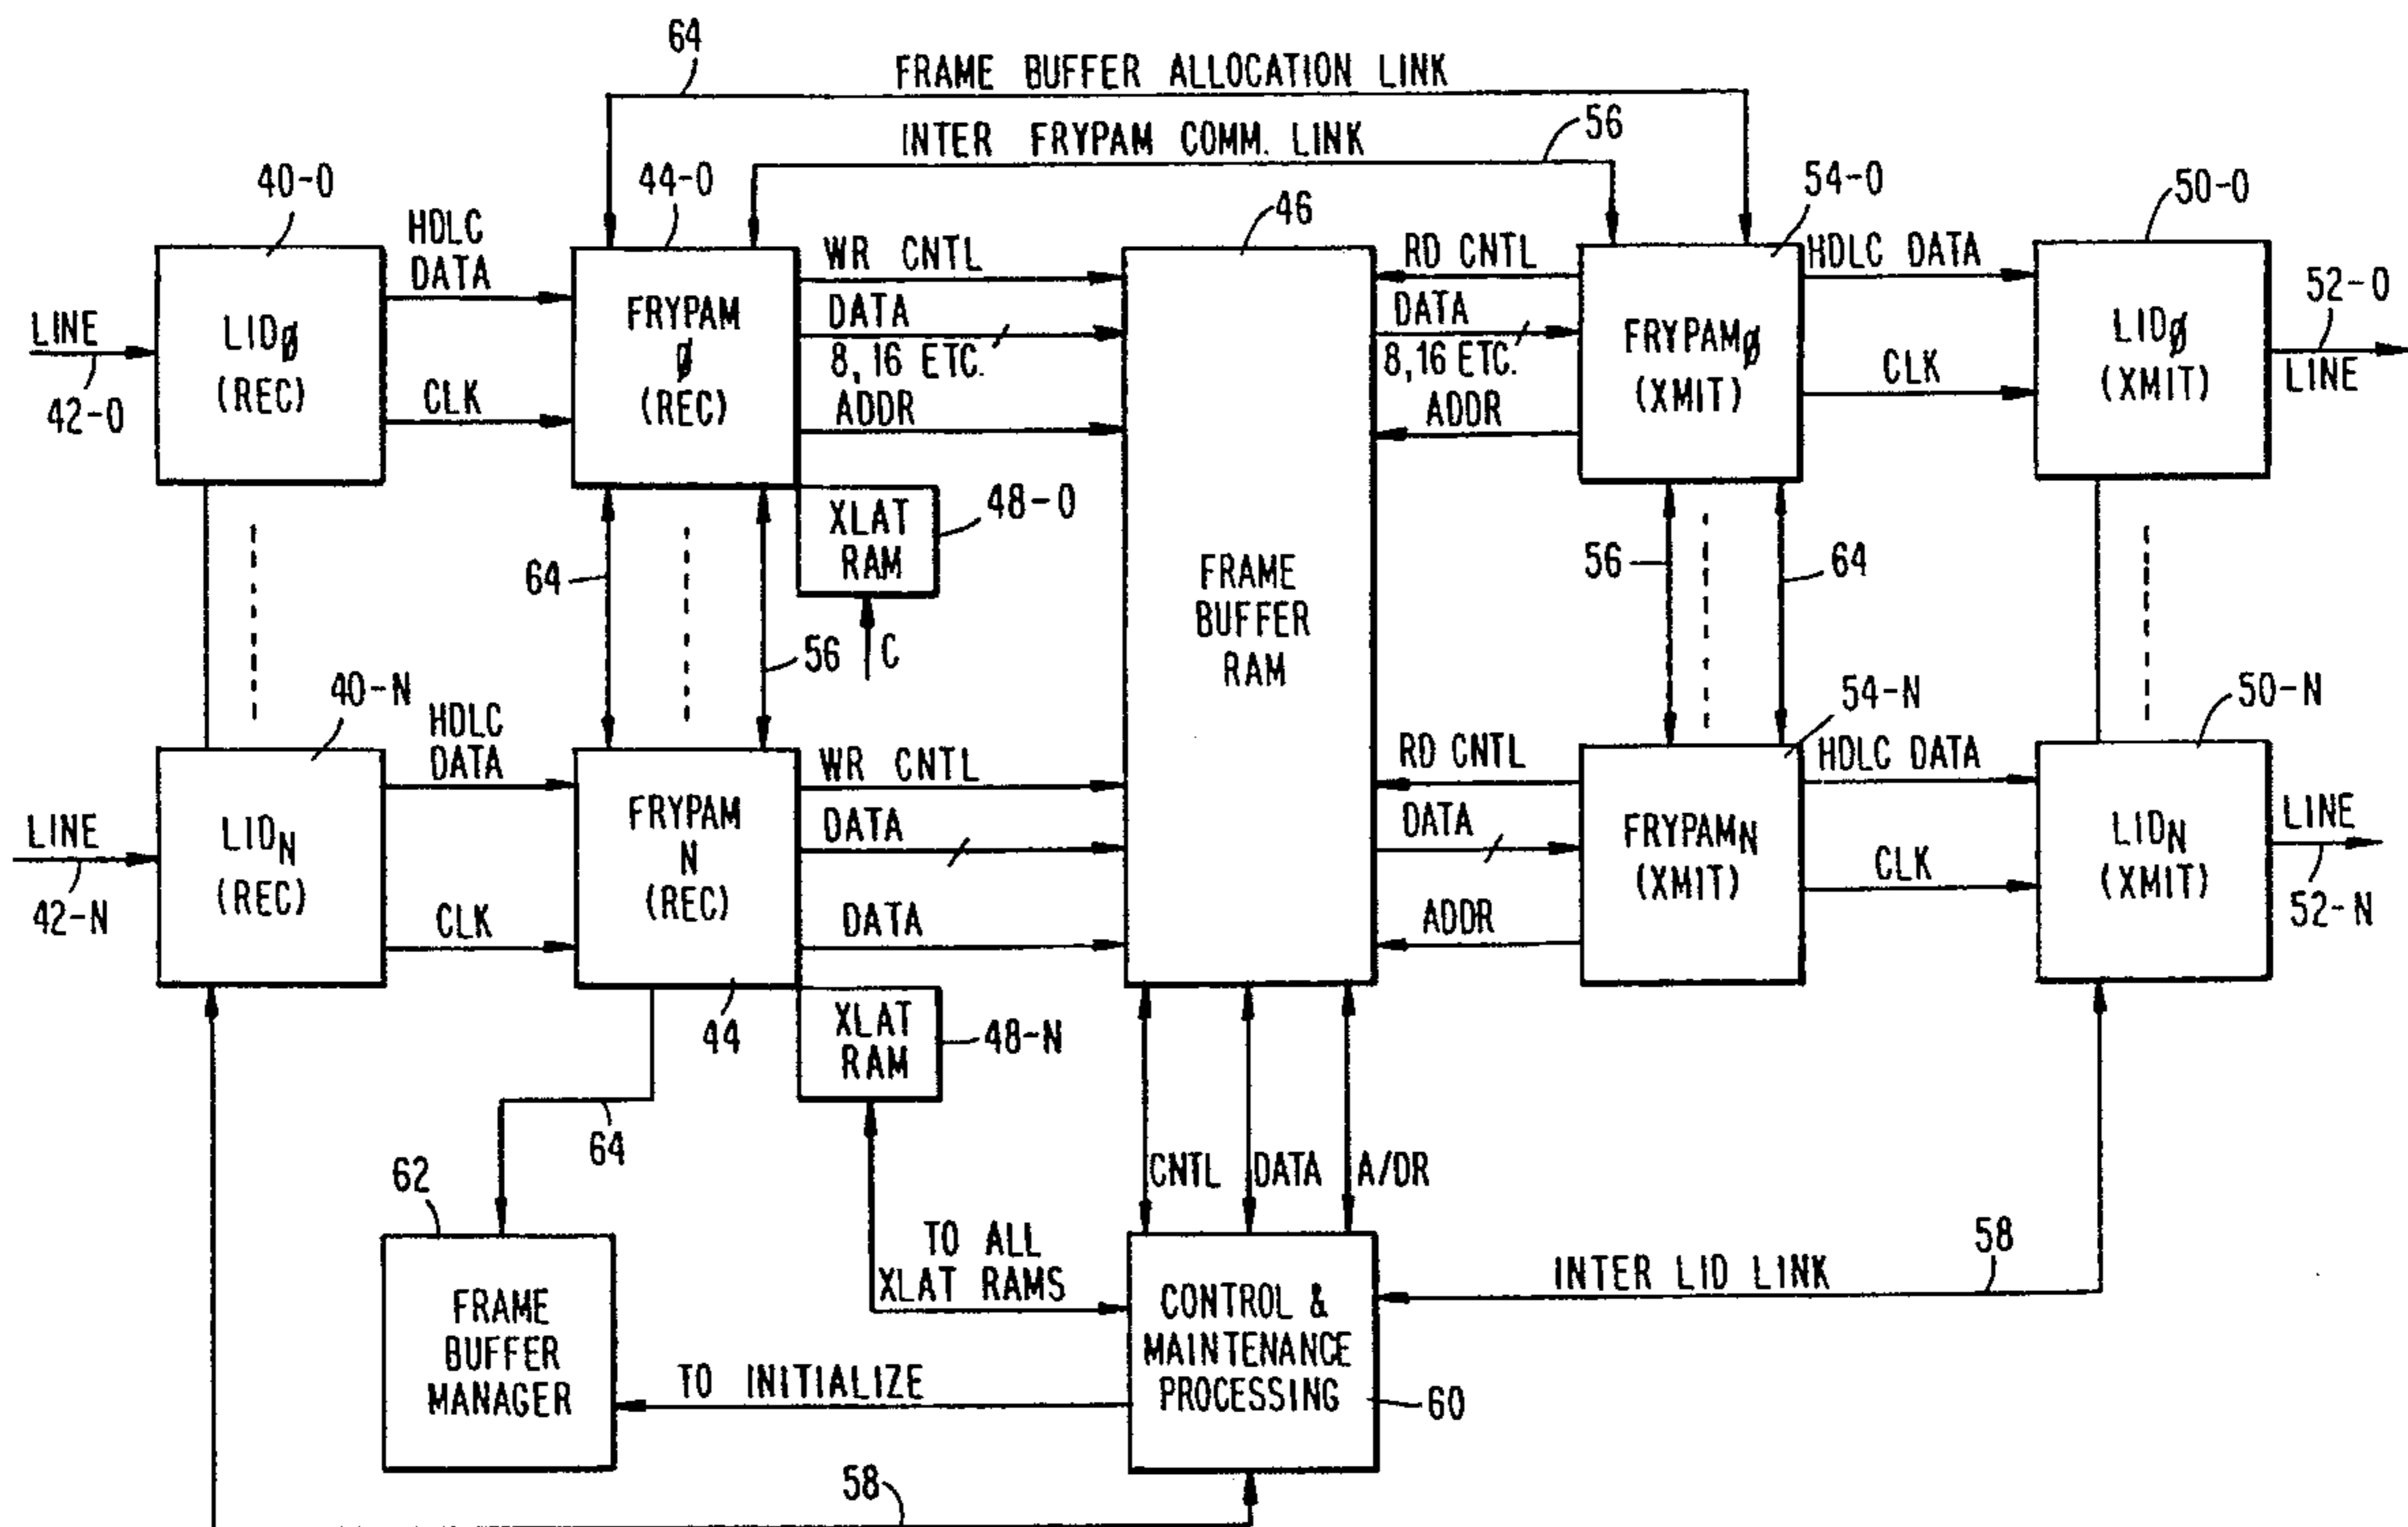 64
FRAME BUFFER ALLOCATION LINK
INTER FRYPAM COMM. LINK
56
40-0
44-0
46
54-0
50-0
HDLC
DATA
WR CNTL
RD CNTL
HDLC DATA
52-0
LINE
42-0
LIDø
(REC)
CLK
FRYPAM
ø
(REC)
DATA
8,16 ETC.
ADDR
DATA
8,16 ETC.
ADDR
FRYPAMø
(XMIT)
CLK
LIDø
(XMIT)
LINE
XLAT
RAM
48-0
64
56
C
FRAME
BUFFER
RAM
56
64
40-N
54-N
50-N
HDLC
DATA
WR CNTL
RD CNTL
HDLC DATA
LINE
42-N
LIDN
(REC)
CLK
FRYPAM
N
(REC)
DATA
DATA
DATA
ADDR
FRYPAMN
(XMIT)
CLK
LIDN
(XMIT)
LINE
52-N
44
XLAT
RAM
48-N
64
62
CNTL
DATA
A/DR
TO ALL
XLAT RAMS
INTER LID LINK
58
FRAME
BUFFER
MANAGER
TO INITIALIZE
CONTROL &
MAINTENANCE
PROCESSING
60
58